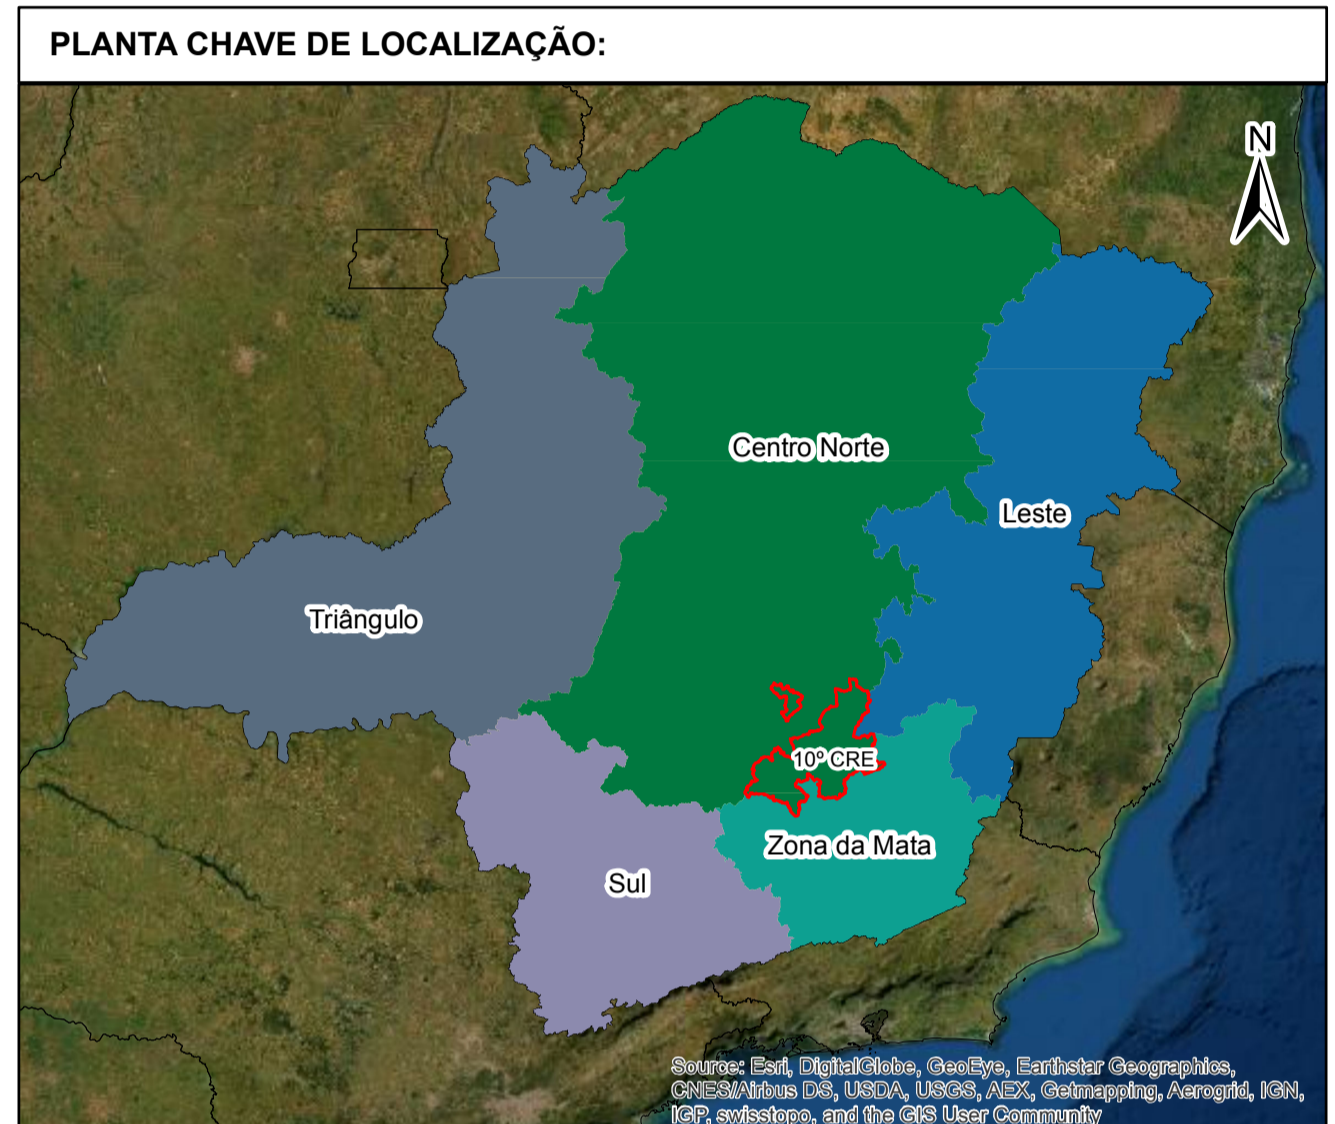 PLANTA CHAVE DE LOCALIZAÇÃO:
N
Centro Norte
Leste
Triângulo
10º CRE
Zona da Mata
Sul
Source: Esri, DigitalGlobe, GeoEye, Earthstar Geographics,
CNES/Airbus DS, USDA, USGS, AEX, Getmapping, Aerogrid, IGN,
IGP, swisstopo, and the GIS User Community